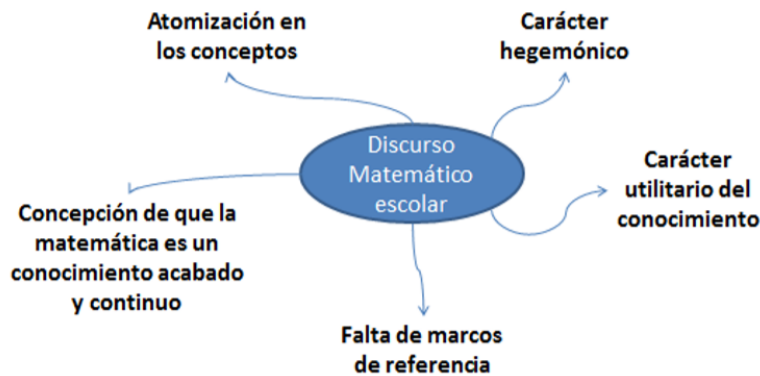 Atomización en
los conceptos
Carácter
hegemónico
Discurso
Matemático
escolar
Carácter
utilitario del
conocimiento
Concepción de que la
matemática es un
conocimiento acabado
y continuo
Falta de marcos
de referencia